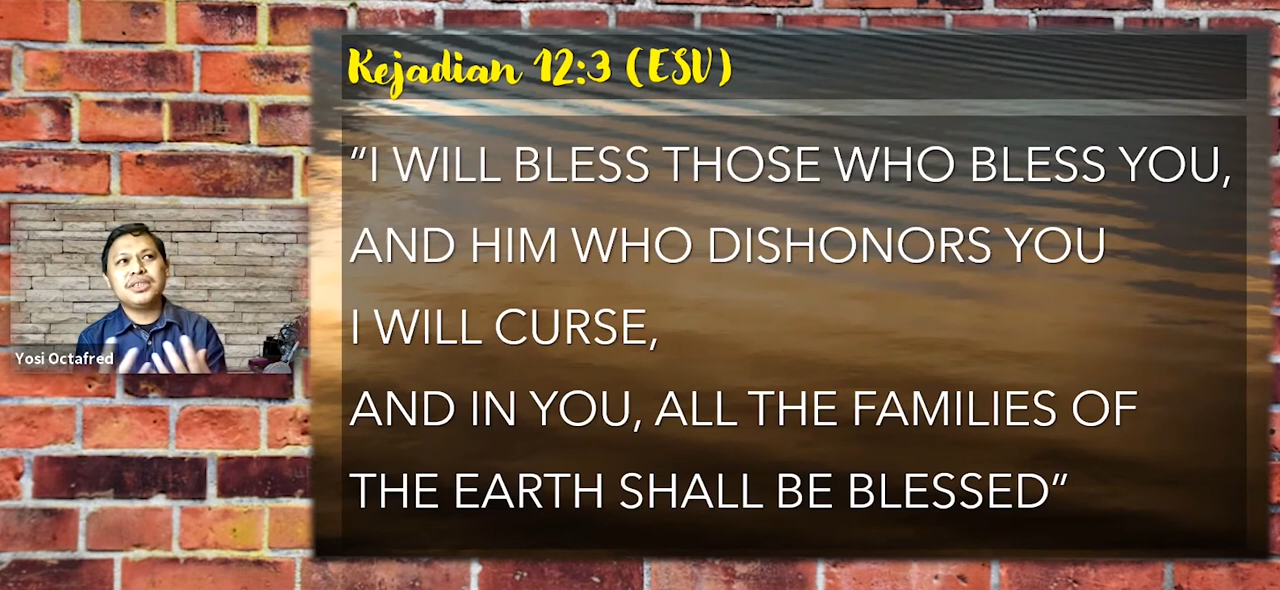 Kejadian 12:3 (ESV)
“I WILL BLESS THOSE WHO BLESS YOU,
AND HIM WHO DISHONORS YOU
I WILL CURSE,
AND IN YOU, ALL THE FAMILIES OF
THE EARTH SHALL BE BLESSED”
Yosi Octafred